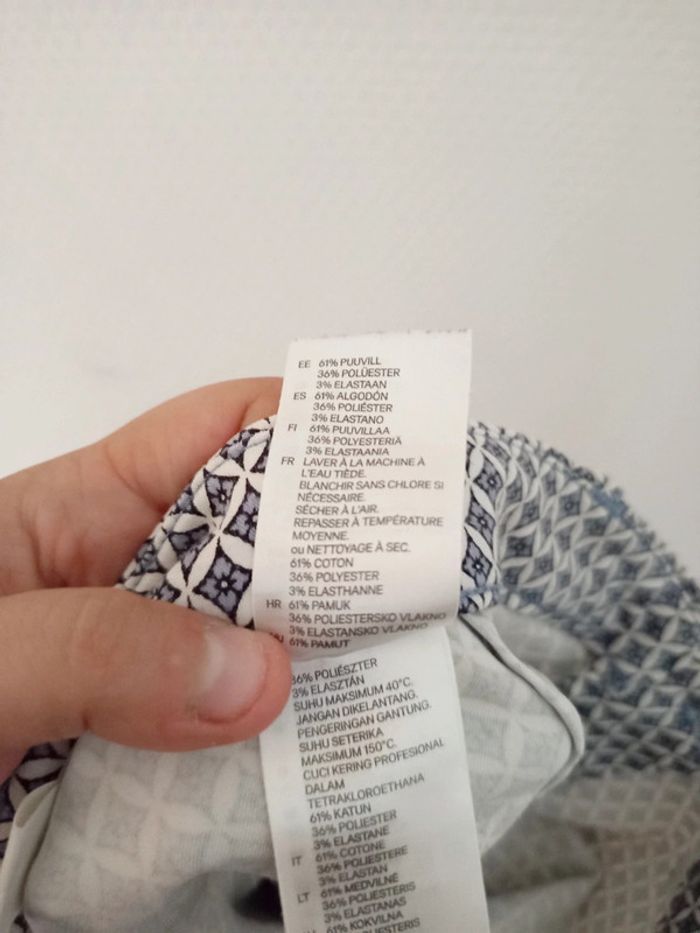 EE 61% PUUVILL
36% POLÜESTER
3% ELASTAAN
ES 61% ALGODÓN
36% POLIÉSTER
3% ELASTANO
FI 61% PUUVILLAA
36% POLYESTERIÄ
3% ELASTAANIA
FR LAVER À LA MACHINE À
L'EAU TIÈDE.
BLANCHIR SANS CHLORE SI
NÉCESSAIRE.
SÉCHER À L'AIR.
REPASSER À TEMPÉRATURE
MOYENNE.
ou NETTOYAGE À SEC.
61% COTON
36% POLYESTER
3% ELASTHANNE
HR 61% PAMUK
36% POLIESTERSKO VLAKNO
3% ELASTANSKO VLAKNO
61% PAMUT
36% POLIÉSZTER
3% ELASZTÁN
SUHU MAKSIMUM 40°C.
JANGAN DIKELANTANG.
PENGERINGAN GANTUNG.
SUHU SETERIKA
MAKSIMUM 150°C.
CUCI KERING PROFESIONAL
DALAM
TETRAKLOROETHANA
61% KATUN
36% POLIESTER
3% ELASTANE
IT 61% COTONE
36% POLIESTERE
3% ELASTAN
LT 61% MEDVILNĖ
36% POLIESTERIS
3% ELASTANAS
61% KOKVILNA